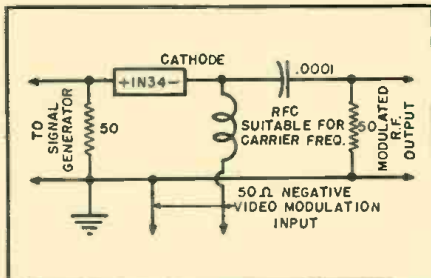 CATHODE
+IN34-
.0001
TO
SIGNAL
GENERATOR
50
RFC
SUITABLE FOR
CARRIER FREQ.
50
MODULATED
R.F.
OUTPUT
50Ω NEGATIVE
VIDEO MODULATION
INPUT